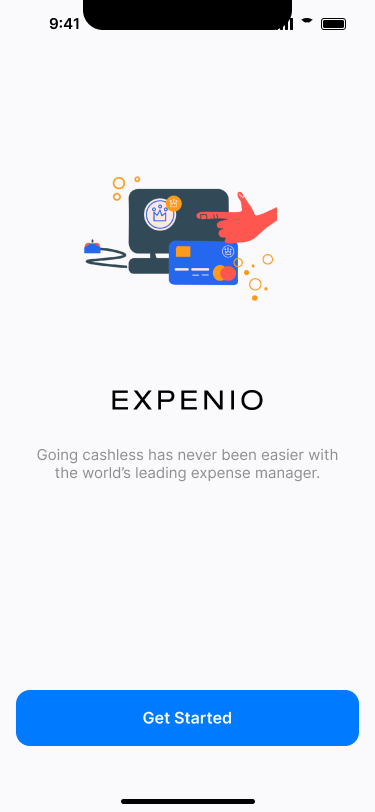 9:41
EXPENIO
Going cashless has never been easier with
the world’s leading expense manager.
Get Started